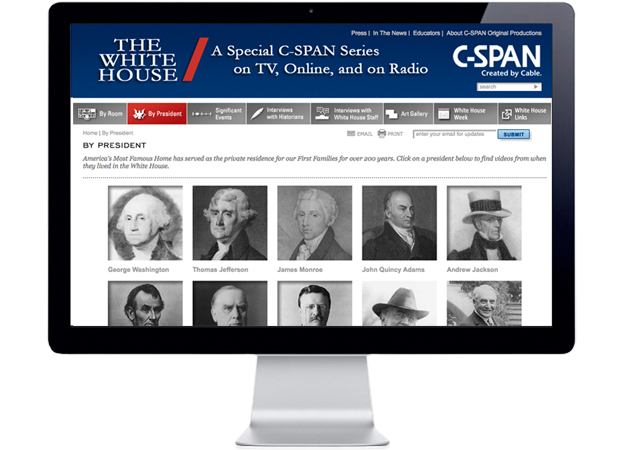 Press | In The News | Educators | About C-SPAN Original Productions
THE
WHITE
HOUSE
A Special C-SPAN Series
on TV, Online, and on Radio
C-SPAN
Created by Cable.
search
By Room
By President
Significant
Events
Interviews
with Historians
Interviews with
White House Staff
Art Gallery
White House
Week
White House
Links
Home | By President
EMAIL
PRINT
enter your email for updates
SUBMIT
BY PRESIDENT
America's Most Famous Home has served as the private residence for our First Families for over 200 years. Click on a president below to find videos from when
they lived in the White House.
George Washington
Thomas Jefferson
James Monroe
John Quincy Adams
Andrew Jackson